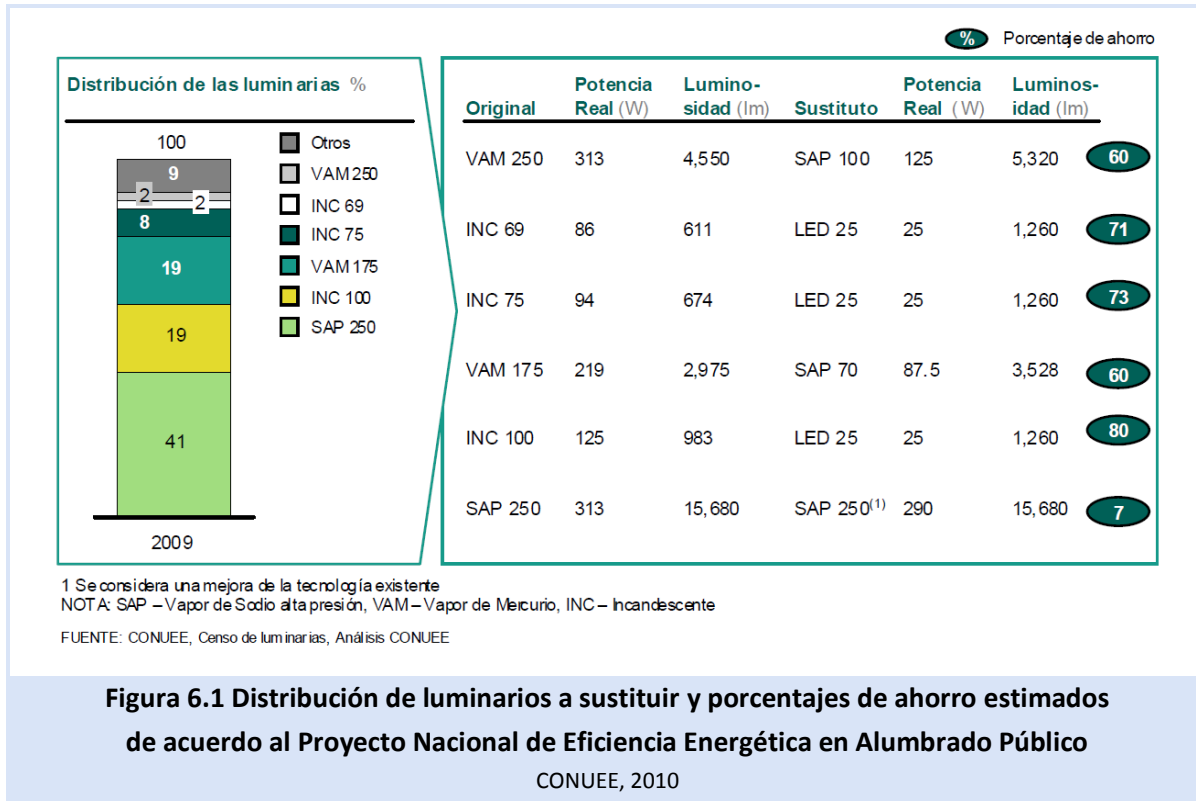 % Porcentaje de ahorro
Distribución de las luminarias %
100
9
2
2
8
19
19
41
2009
Otros
VAM 250
INC 69
INC 75
VAM 175
INC 100
SAP 250
Potencia Lumino- Potencia Luminos-
Original Real (W) sidad (lm) Sustituto Real (W) idad (lm)
VAM 250 313 4,550 SAP 100 125 5,320 60
INC 69 86 611 LED 25 25 1,260 71
INC 75 94 674 LED 25 25 1,260 73
VAM 175 219 2,975 SAP 70 87.5 3,528 60
INC 100 125 983 LED 25 25 1,260 80
SAP 250 313 15,680 SAP 250(1) 290 15,680 7
1 Se considera una mejora de la tecnología existente
NOTA: SAP – Vapor de Sodio alta presión, VAM – Vapor de Mercurio, INC – Incandescente
FUENTE: CONUEE, Censo de luminarias, Análisis CONUEE
Figura 6.1 Distribución de luminarios a sustituir y porcentajes de ahorro estimados
de acuerdo al Proyecto Nacional de Eficiencia Energética en Alumbrado Público
CONUEE, 2010